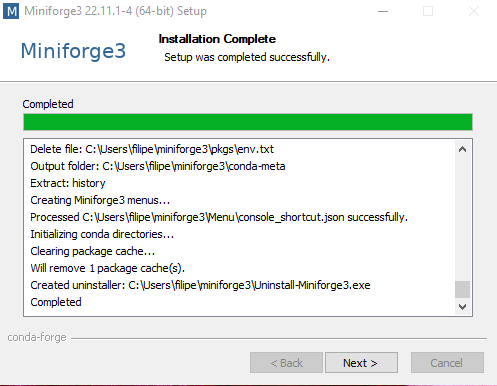 M Miniforge3 22.11.1-4 (64-bit) Setup
Miniforge3
Installation Complete
Setup was completed successfully.
Completed
Delete file: C:\Users\filipe\miniforge3\pkgs\env.txt
Output folder: C:\Users\filipe\miniforge3\conda-meta
Extract: history
Creating Miniforge3 menus...
Processed C:\Users\filipe\miniforge3\Menu\console_shortcut.json successfully.
Initializing conda directories...
Clearing package cache...
Will remove 1 package cache(s).
Created uninstaller: C:\Users\filipe\miniforge3\Uninstall-Miniforge3.exe
Completed
conda-forge
< Back
Next >
Cancel